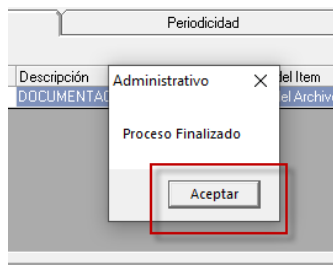 Periodicidad
Descripción
del Item
DOCUMENTAC
el Archivo
Administrativo
Proceso Finalizado
Aceptar